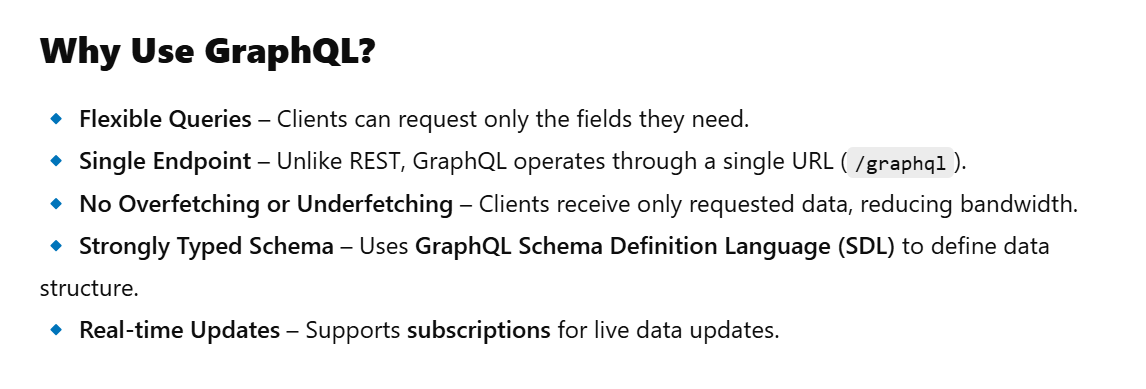 Why Use GraphQL?
🔹 Flexible Queries – Clients can request only the fields they need.
🔹 Single Endpoint – Unlike REST, GraphQL operates through a single URL (/graphql).
🔹 No Overfetching or Underfetching – Clients receive only requested data, reducing bandwidth.
🔹 Strongly Typed Schema – Uses GraphQL Schema Definition Language (SDL) to define data
structure.
🔹 Real-time Updates – Supports subscriptions for live data updates.